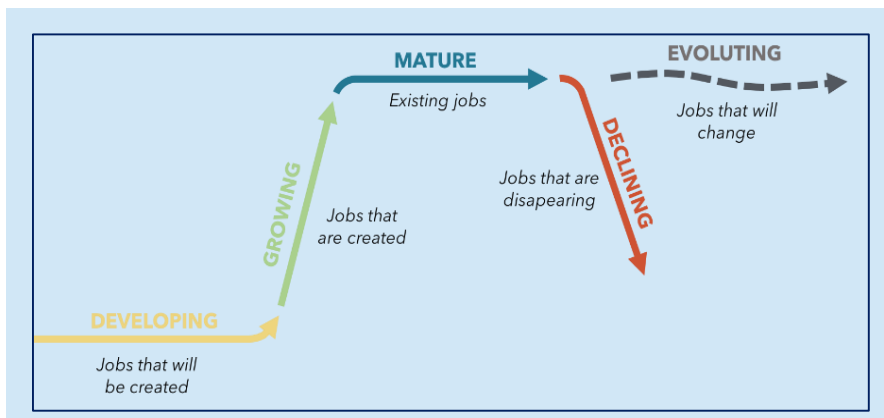 DEVELOPING
Jobs that will
be created
GROWING
Jobs that
are created
MATURE
Existing jobs
DECLINING
Jobs that are
disapearing
EVOLUTING
Jobs that will
change